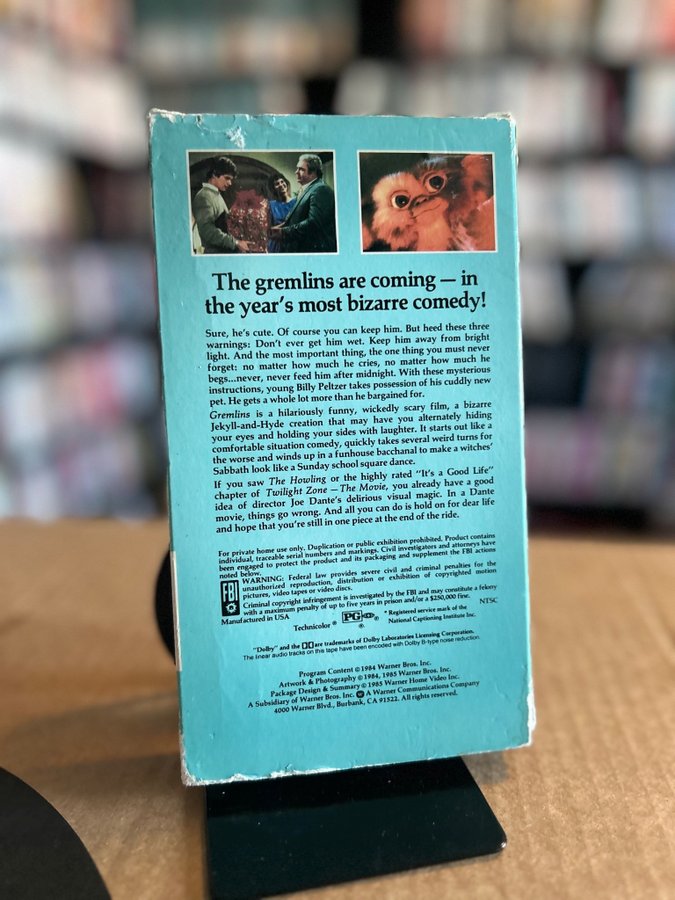 The gremlins are coming — in
the year's most bizarre comedy!
Sure, he's cute. Of course you can keep him. But heed these three
warnings: Don't ever get him wet. Keep him away from bright
light. And the most important thing, the one thing you must never
forget: no matter how much he cries, no matter how much he
begs...never, never feed him after midnight. With these mysterious
instructions, young Billy Peltzer takes possession of his cuddly new
pet. He gets a whole lot more than he bargained for.
Gremlins is a hilariously funny, wickedly scary film, a bizarre
Jekyll-and-Hyde creation that may have you alternately hiding
your eyes and holding your sides with laughter. It starts out like a
comfortable situation comedy, quickly takes several weird turns for
the worse and winds up in a funhouse bacchanal to make a witches'
Sabbath look like a Sunday school square dance.
If you saw The Howling or the highly rated "It's a Good Life"
chapter of Twilight Zone — The Movie, you already have a good
idea of director Joe Dante's delirious visual magic. In a Dante
movie, things go wrong. And all you can do is hold on for dear life
and hope that you're still in one piece at the end of the ride.
For private home use only. Duplication or public exhibition prohibited. Product contains
individual, traceable serial numbers and markings. Civil investigators and attorneys have
been engaged to protect the product and its packaging and supplement the FBI actions
noted below.
FBI WARNING: Federal law provides severe civil and criminal penalties for the
unauthorized reproduction, distribution or exhibition of copyrighted motion
pictures, video tapes or video discs.
Criminal copyright infringement is investigated by the FBI and may constitute a felony
with a maximum penalty of up to five years in prison and/or a $250,000 fine.
Manufactured in USA
NTSC
Technicolor ® PG ® * Registered service mark of the
National Captioning Institute Inc.
"Dolby" and the DD are trademarks of Dolby Laboratories Licensing Corporation.
The linear audio tracks on this tape have been encoded with Dolby B-type noise reduction.
Program Content © 1984 Warner Bros. Inc.
Artwork & Photography © 1984, 1985 Warner Bros. Inc.
Package Design & Summary © 1985 Warner Home Video Inc.
A Subsidiary of Warner Bros. Inc. A Warner Communications Company
4000 Warner Blvd., Burbank, CA 91522. All rights reserved.